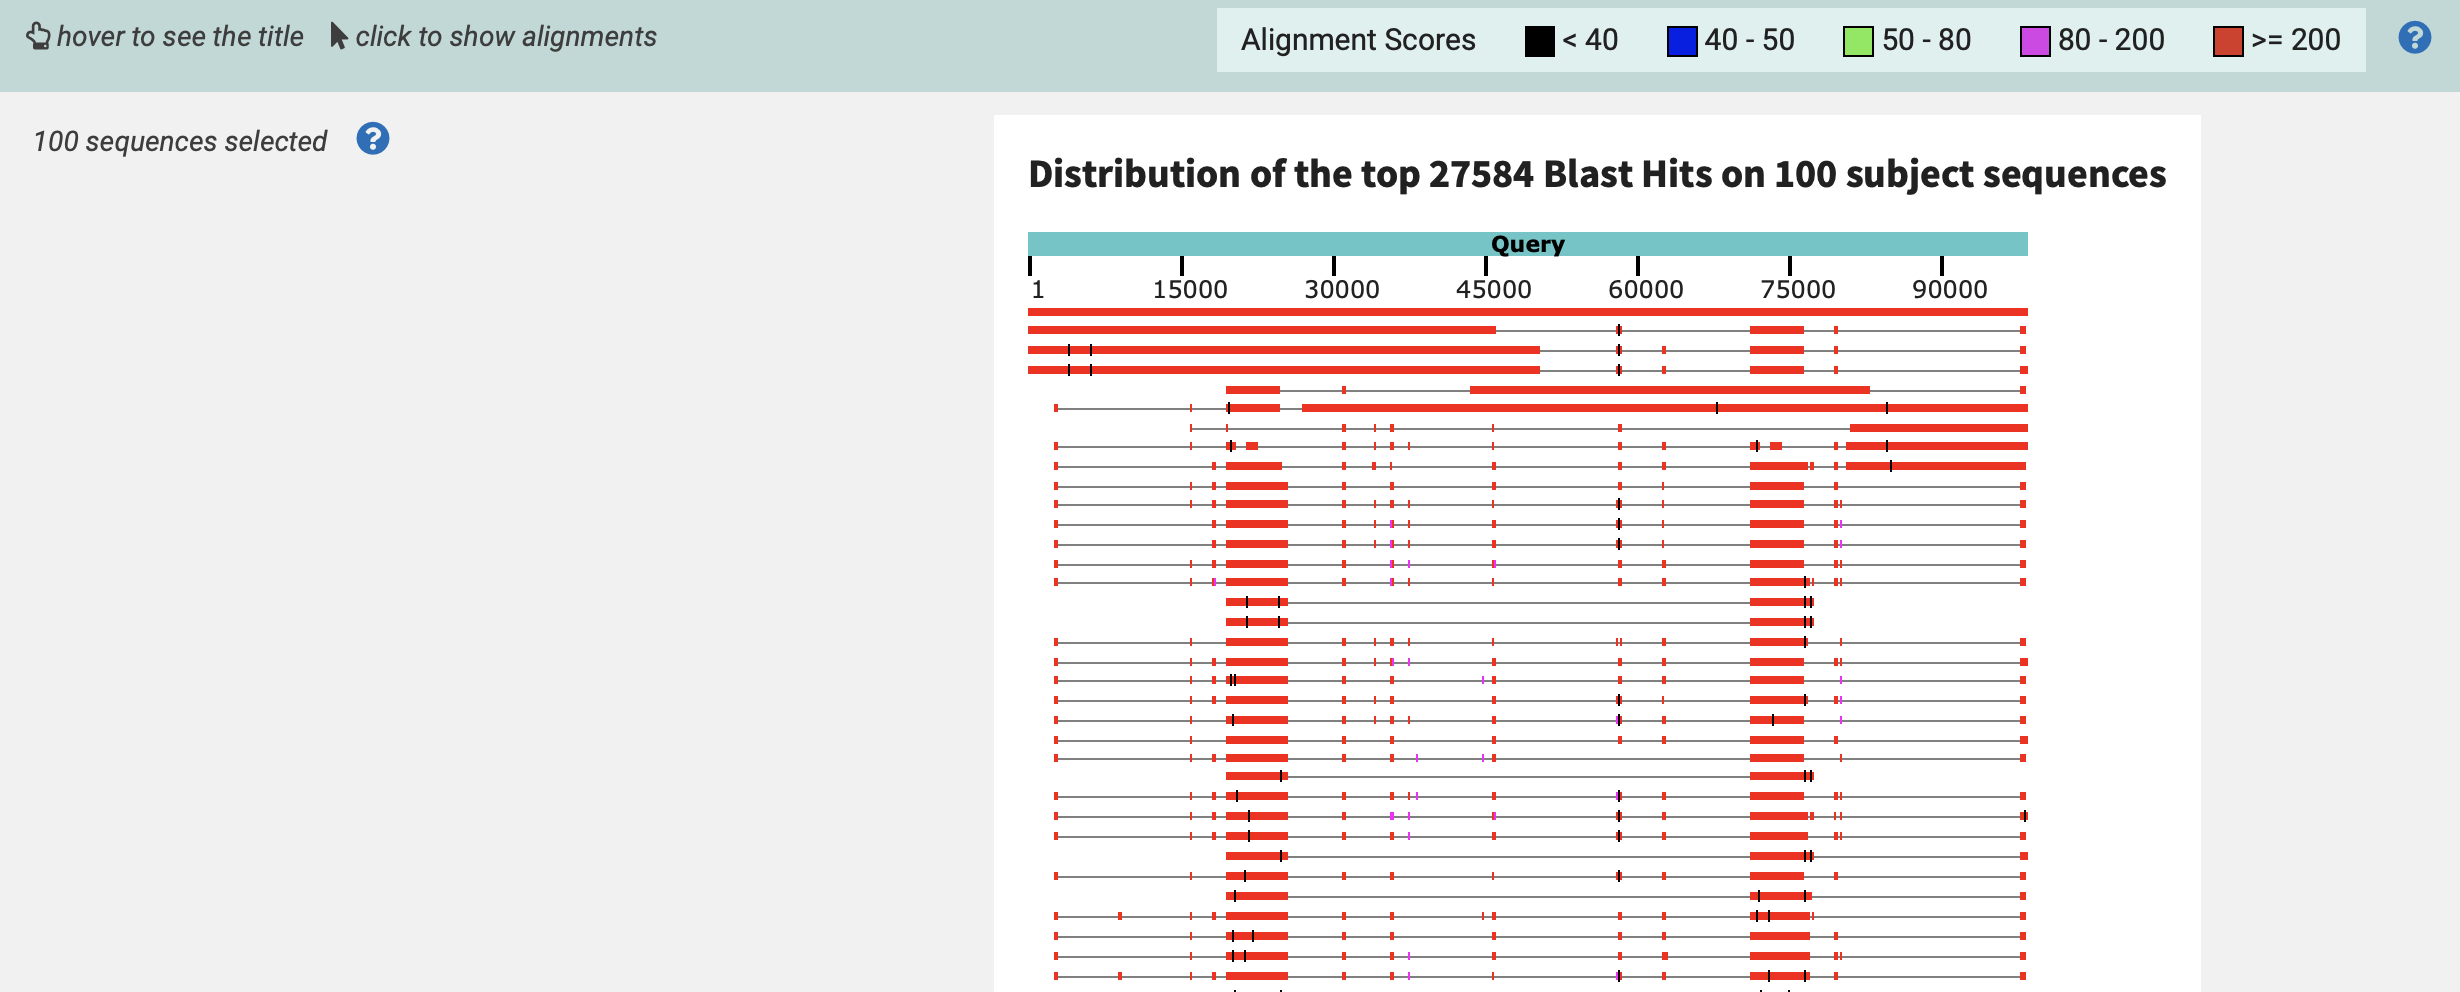 hover to see the title click to show alignments
Alignment Scores < 40 40 - 50 50 - 80 80 - 200 >= 200 ?
100 sequences selected ?
Distribution of the top 27584 Blast Hits on 100 subject sequences
Query
1 15000 30000 45000 60000 75000 90000